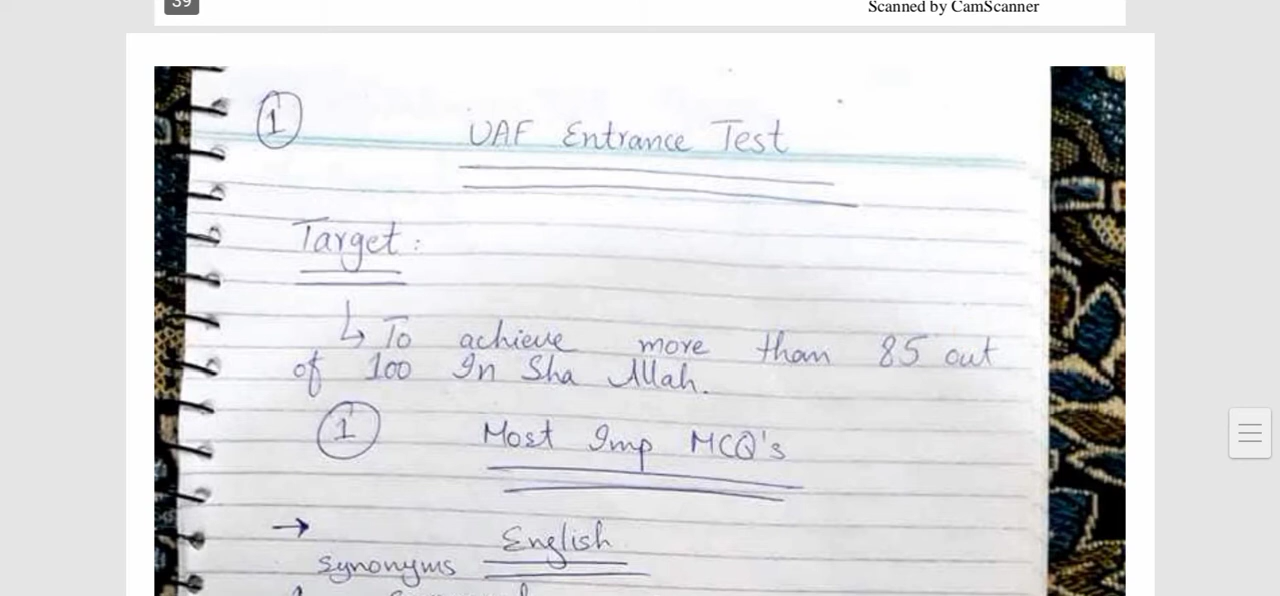 39
Scanned by CamScanner
1
UAF Entrance Test
Target :
↳ To achieve more than 85 out
of 100 In Sha Allah.
1
Most Imp MCQ's
→
English
Synonyms